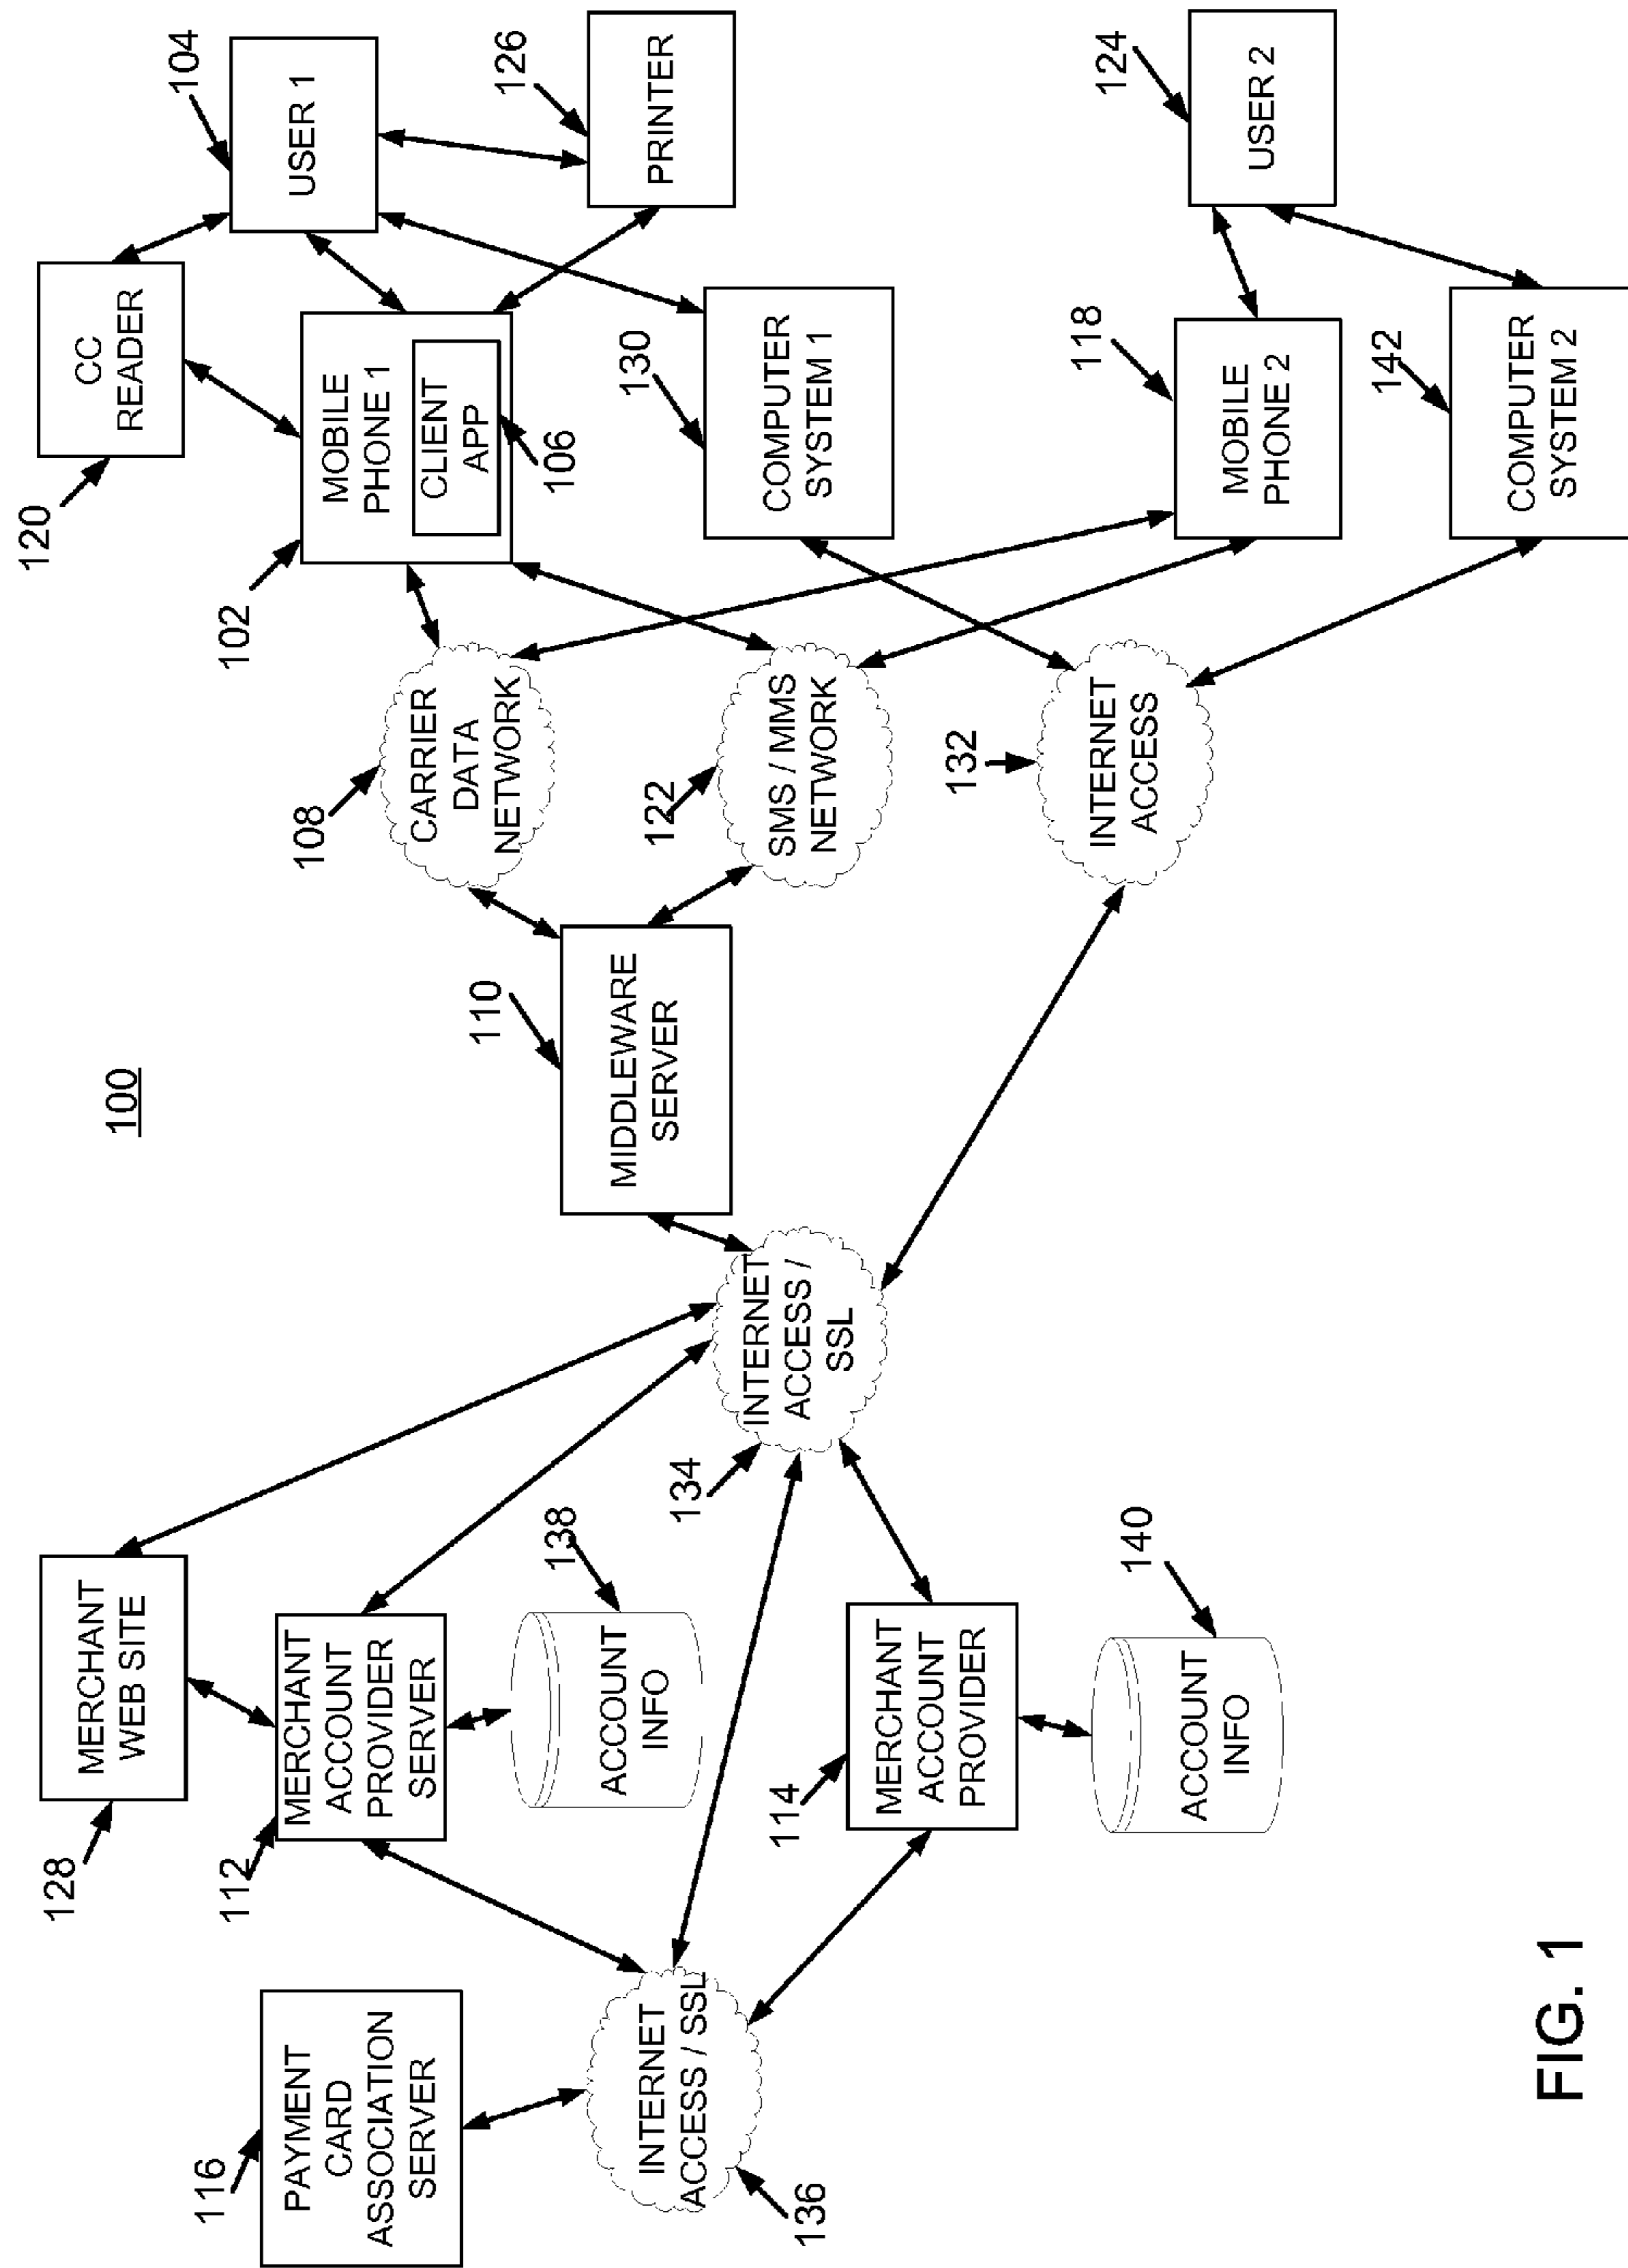 100
116
PAYMENT
CARD
ASSOCIATION
SERVER
136
INTERNET
ACCESS / SSL
128
MERCHANT
WEB SITE
112
MERCHANT
ACCOUNT
PROVIDER
SERVER
138
ACCOUNT
INFO
114
MERCHANT
ACCOUNT
PROVIDER
140
ACCOUNT
INFO
134
INTERNET
ACCESS /
SSL
110
MIDDLEWARE
SERVER
108
CARRIER
DATA
NETWORK
122
SMS / MMS
NETWORK
132
INTERNET
ACCESS
120
CC
READER
102
MOBILE
PHONE 1
CLIENT
APP
106
130
COMPUTER
SYSTEM 1
118
MOBILE
PHONE 2
142
COMPUTER
SYSTEM 2
104
USER 1
126
PRINTER
124
USER 2
FIG. 1